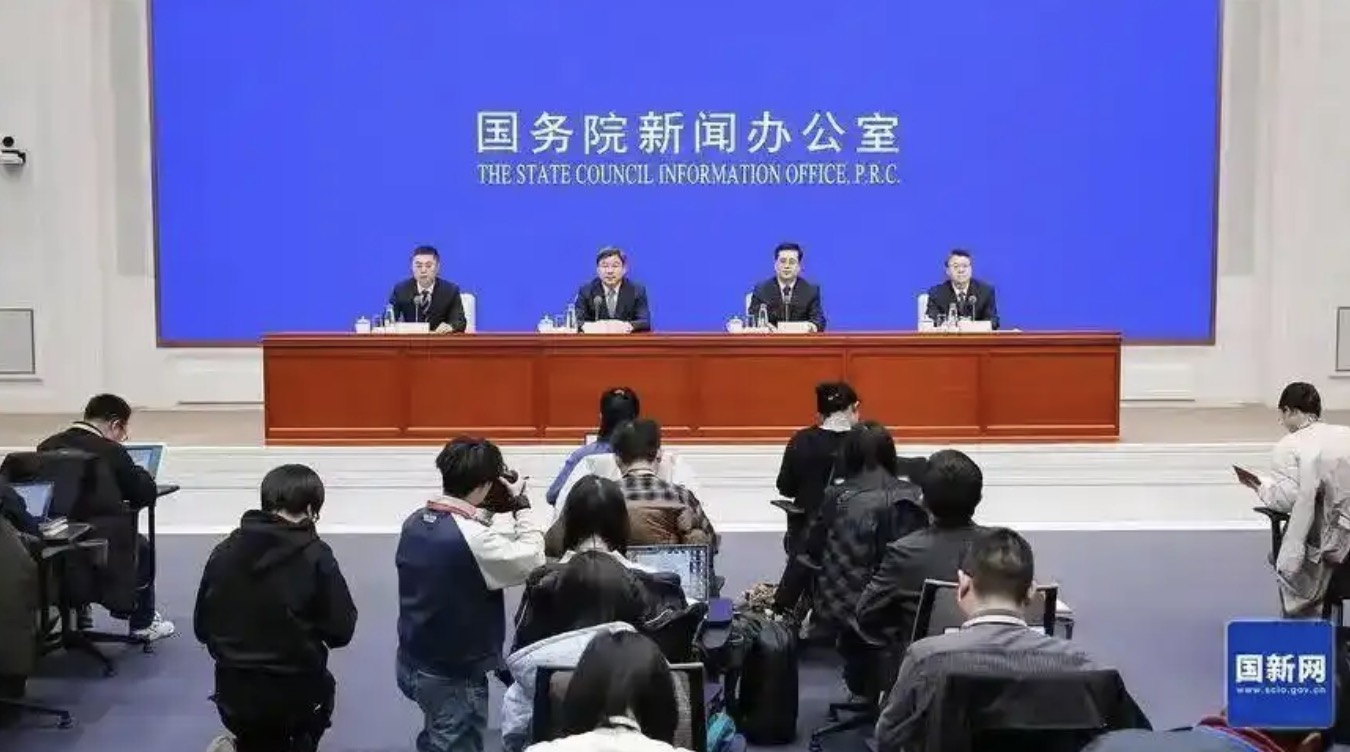 国务院新闻办公室
THE STATE COUNCIL INFORMATION OFFICE, P.R.C.
国新网
www.scio.gov.cn